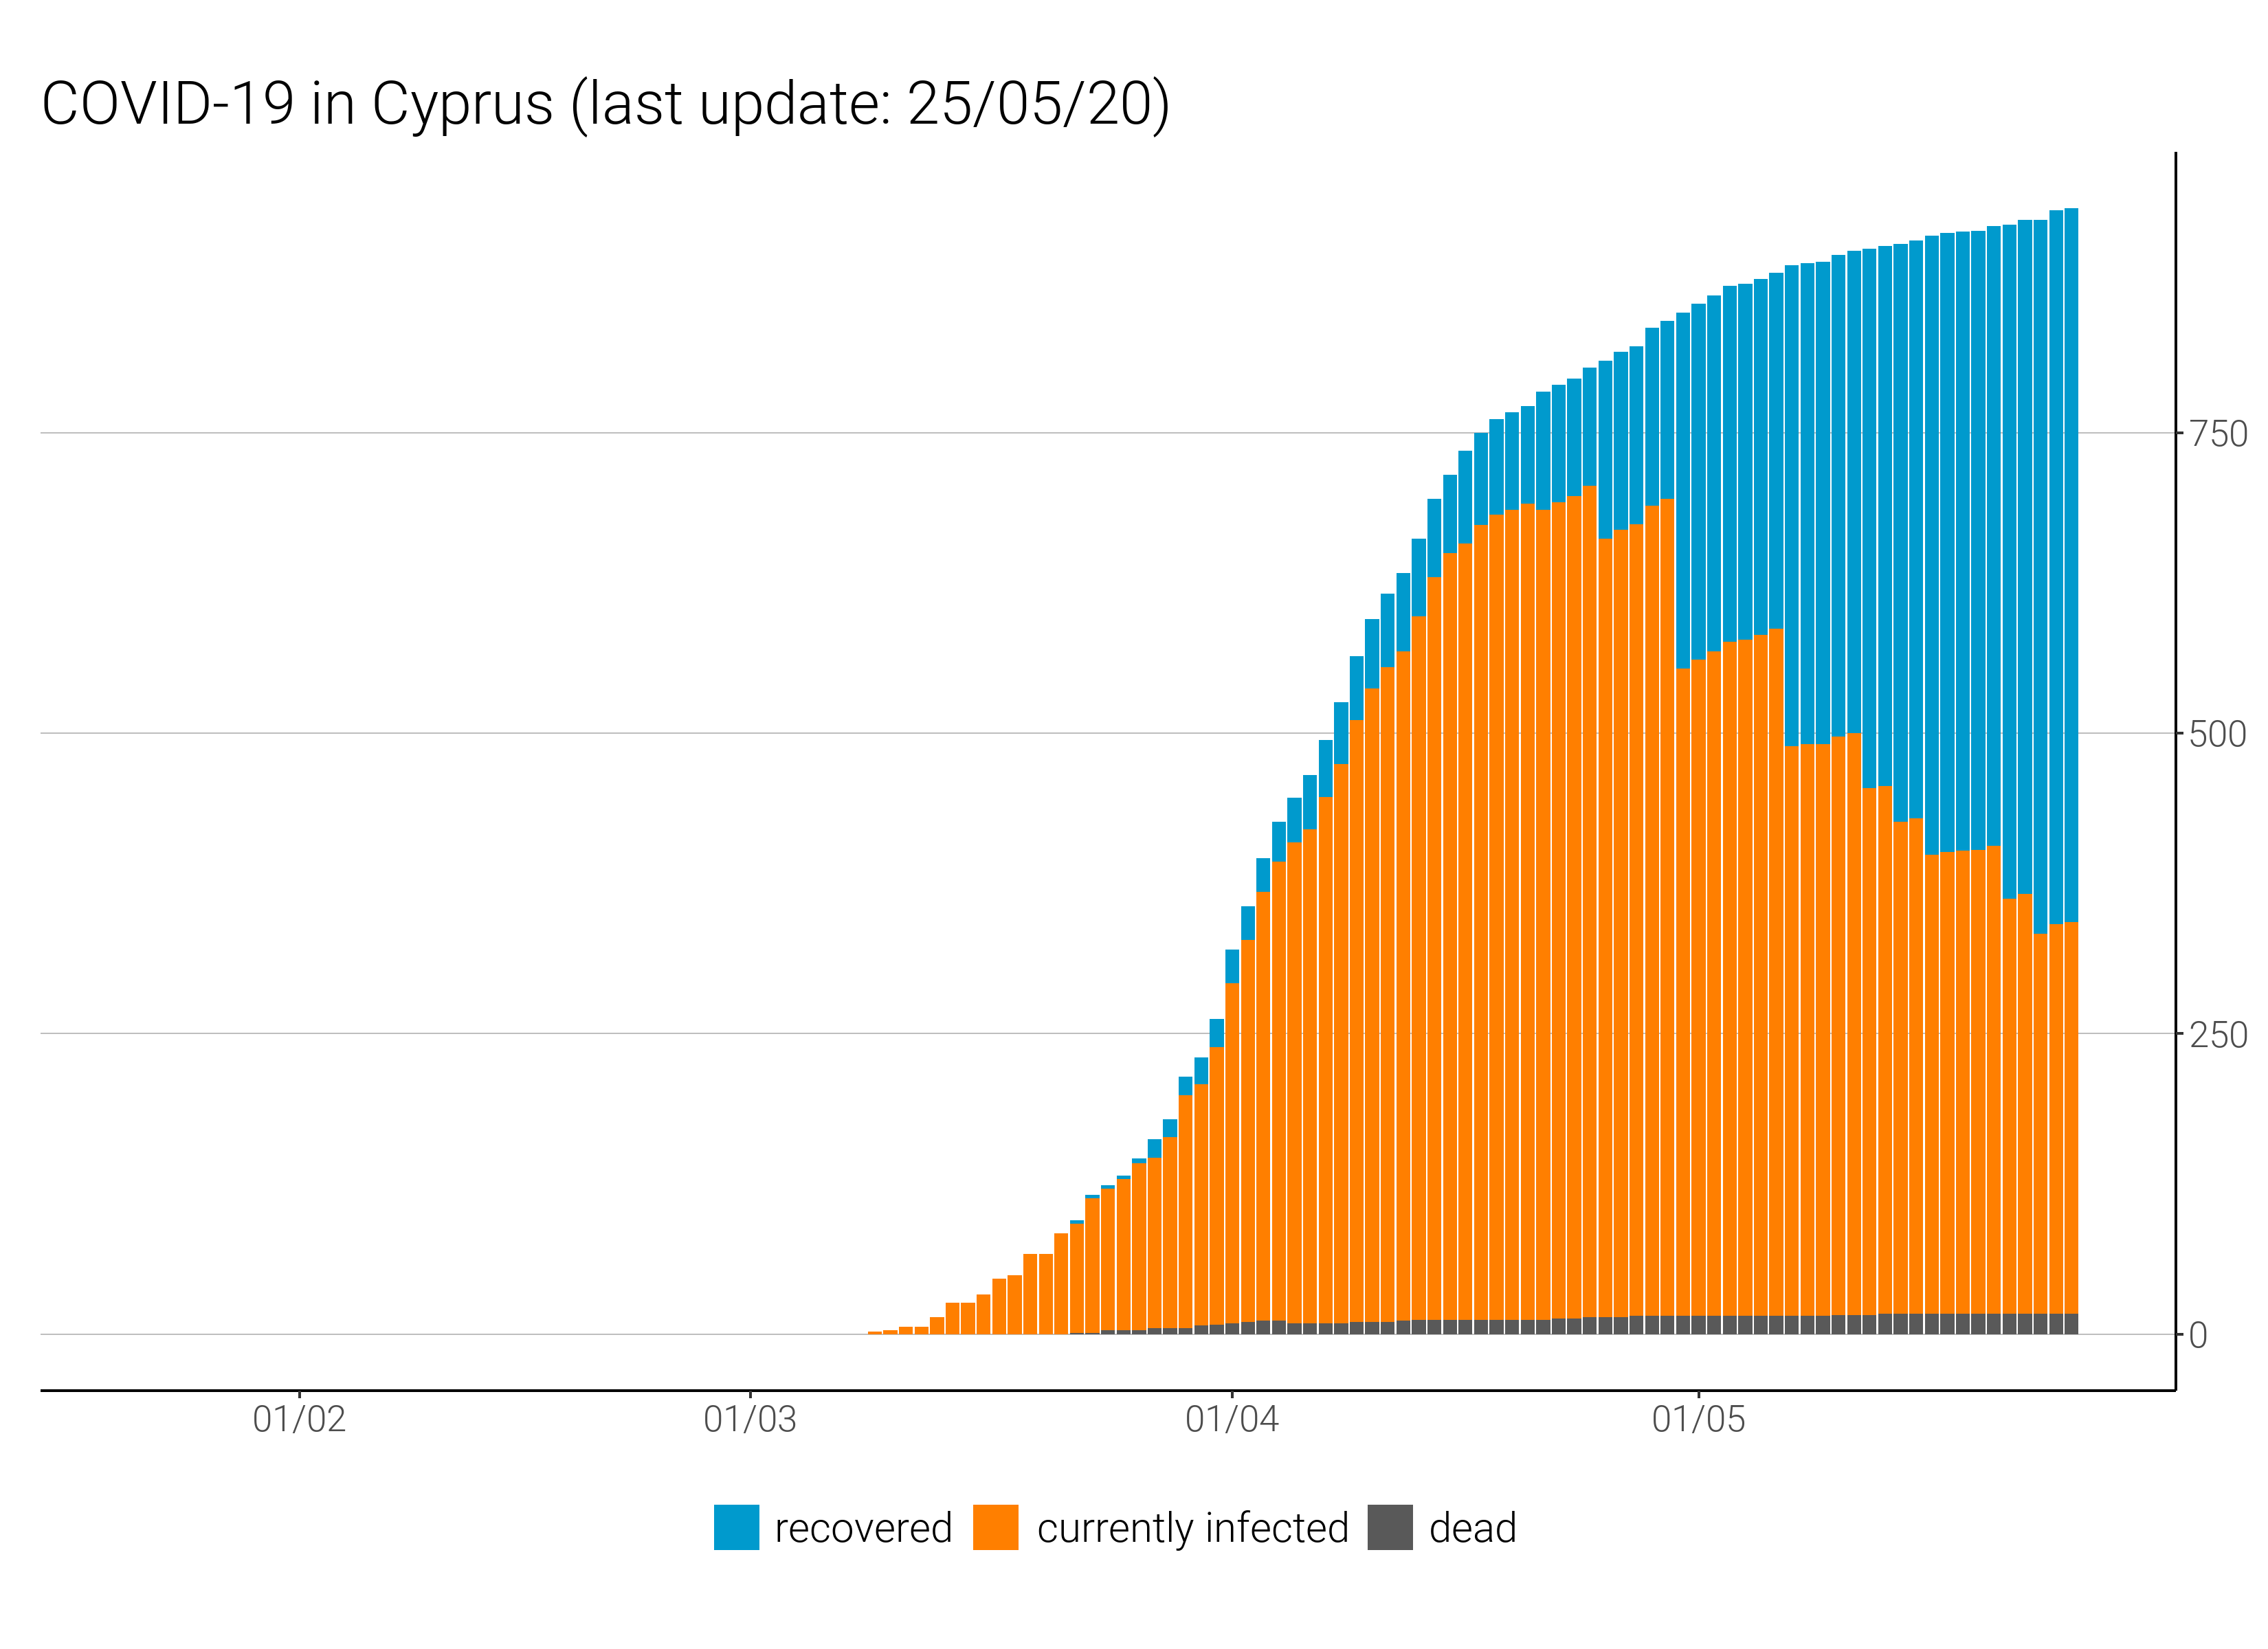 COVID-19 in Cyprus (last update: 25/05/20)
750
500
250
0
01/02 01/03 01/04 01/05
recovered currently infected dead